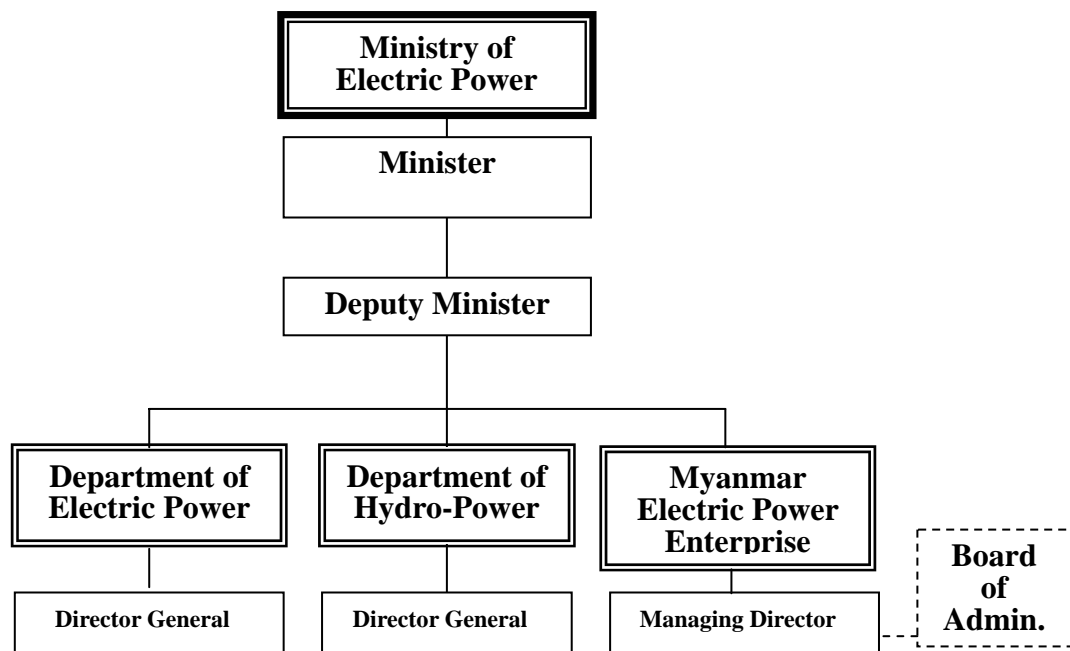 Ministry of
Electric Power
Minister
Deputy Minister
Department of
Electric Power
Department of
Hydro-Power
Myanmar
Electric Power
Enterprise
Board
of
Admin.
Director General
Director General
Managing Director